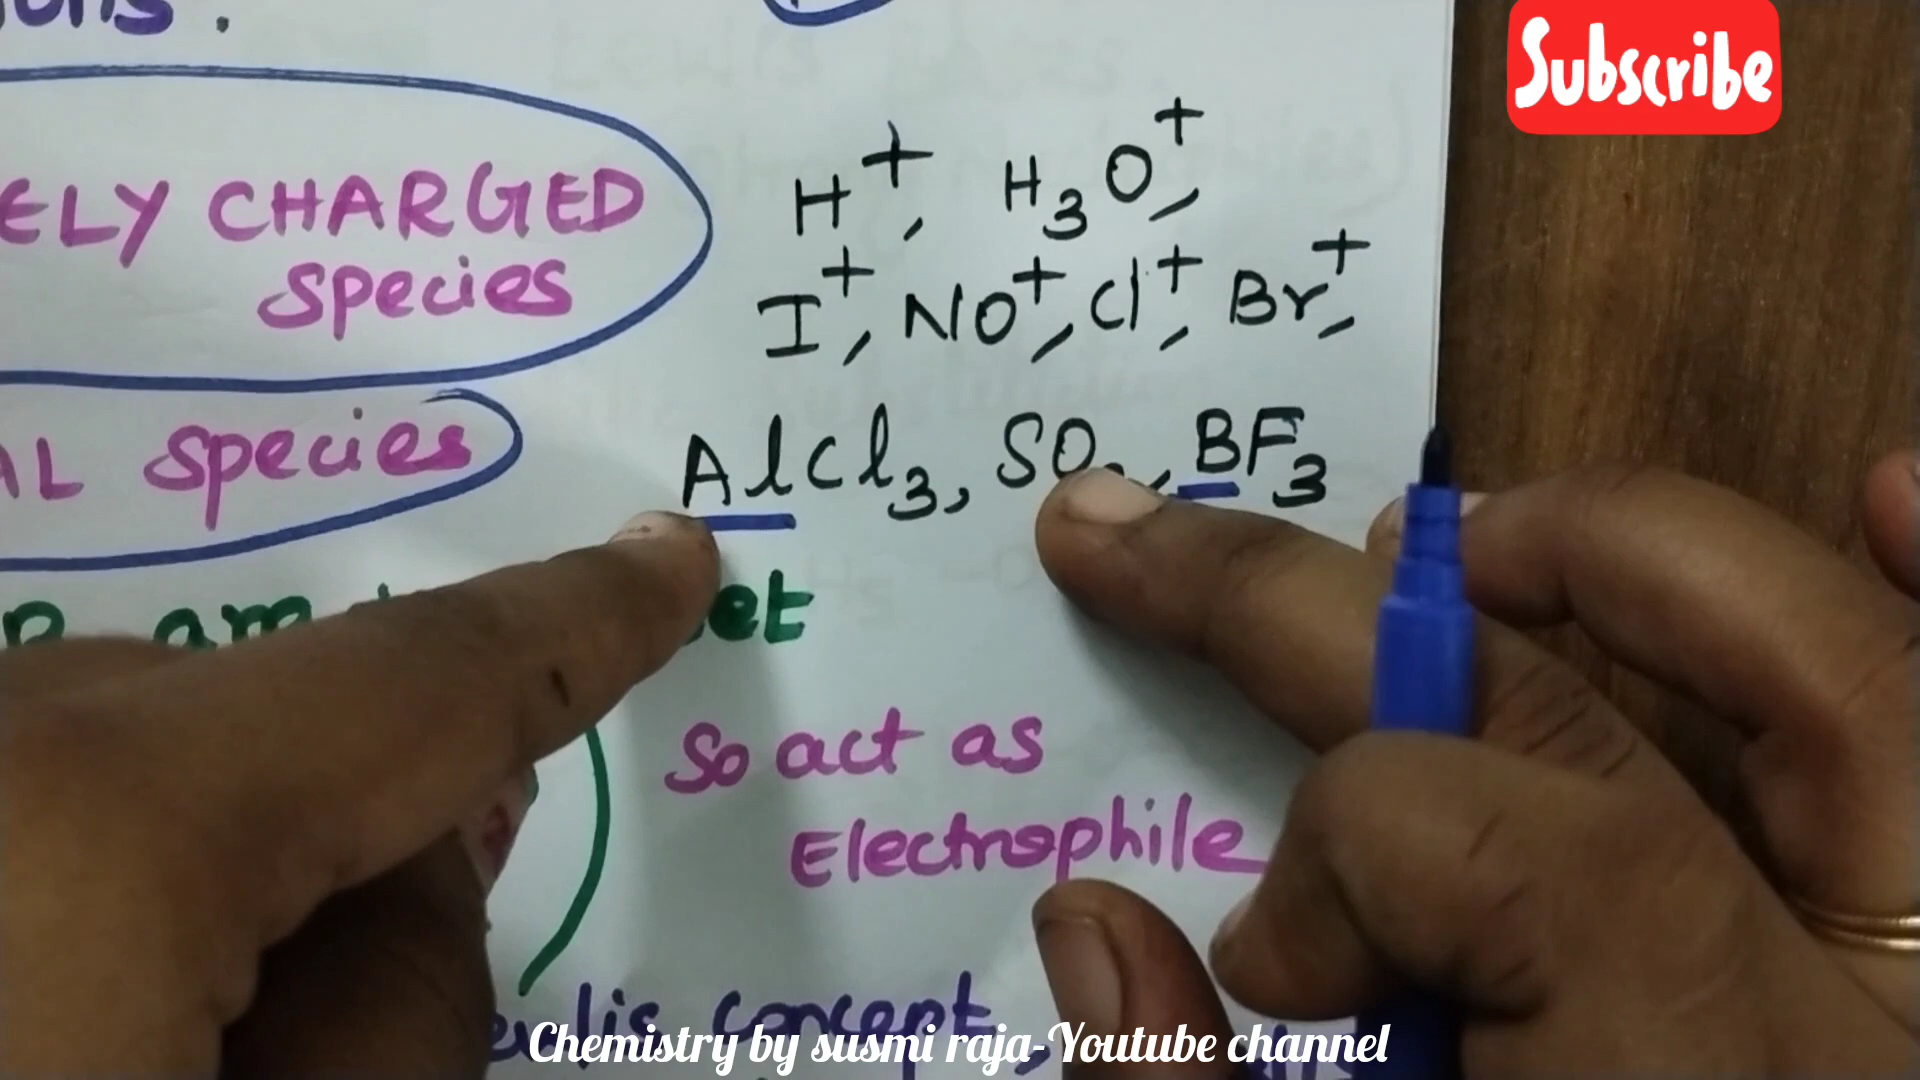 Subscribe
H⁺, H₃O⁺,
ELY CHARGED
species
I⁺, NO⁺, Cl⁺, Br⁺,
AL species
AlCl₃, SO , BF₃
et
So act as
Electrophile
concept,
Chemistry by susmi raja-Youtube channel